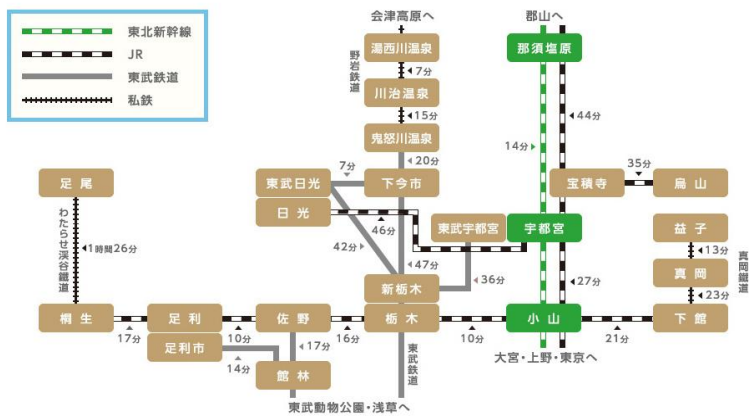 東北新幹線
JR
東武鉄道
私鉄
会津高原へ
郡山へ
湯西川温泉
那須塩原
野岩鉄道
7分
川治温泉
15分
44分
鬼怒川温泉
14分
20分
7分
35分
足尾
東武日光
下今市
宝積寺
烏山
日光
46分
東武宇都宮
宇都宮
益子
わたらせ渓谷鐵道
1時間26分
42分
13分
真岡鐵道
47分
真岡
新栃木
36分
27分
23分
桐生
足利
佐野
栃木
小山
下館
17分
10分
16分
10分
21分
足利市
17分
東武鉄道
大宮・上野・東京へ
14分
館林
東武動物公園・浅草へ